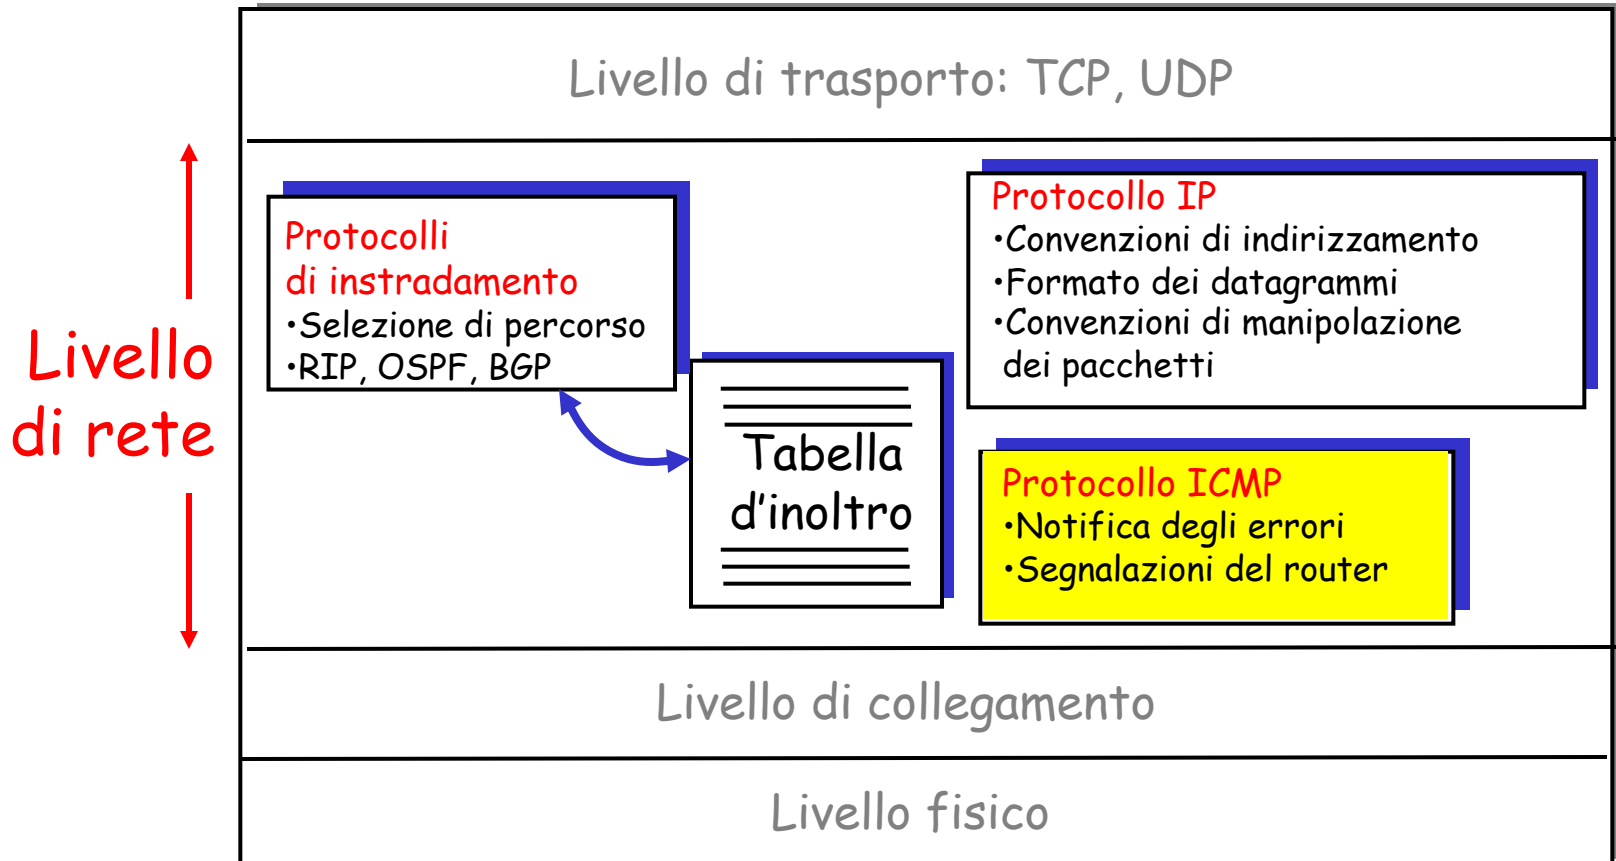 Livello di trasporto: TCP, UDP
Livello
di rete
Protocolli
di instradamento
•Selezione di percorso
•RIP, OSPF, BGP
Tabella
d’inoltro
Protocollo IP
•Convenzioni di indirizzamento
•Formato dei datagrammi
•Convenzioni di manipolazione
dei pacchetti
Protocollo ICMP
•Notifica degli errori
•Segnalazioni del router
Livello di collegamento
Livello fisico